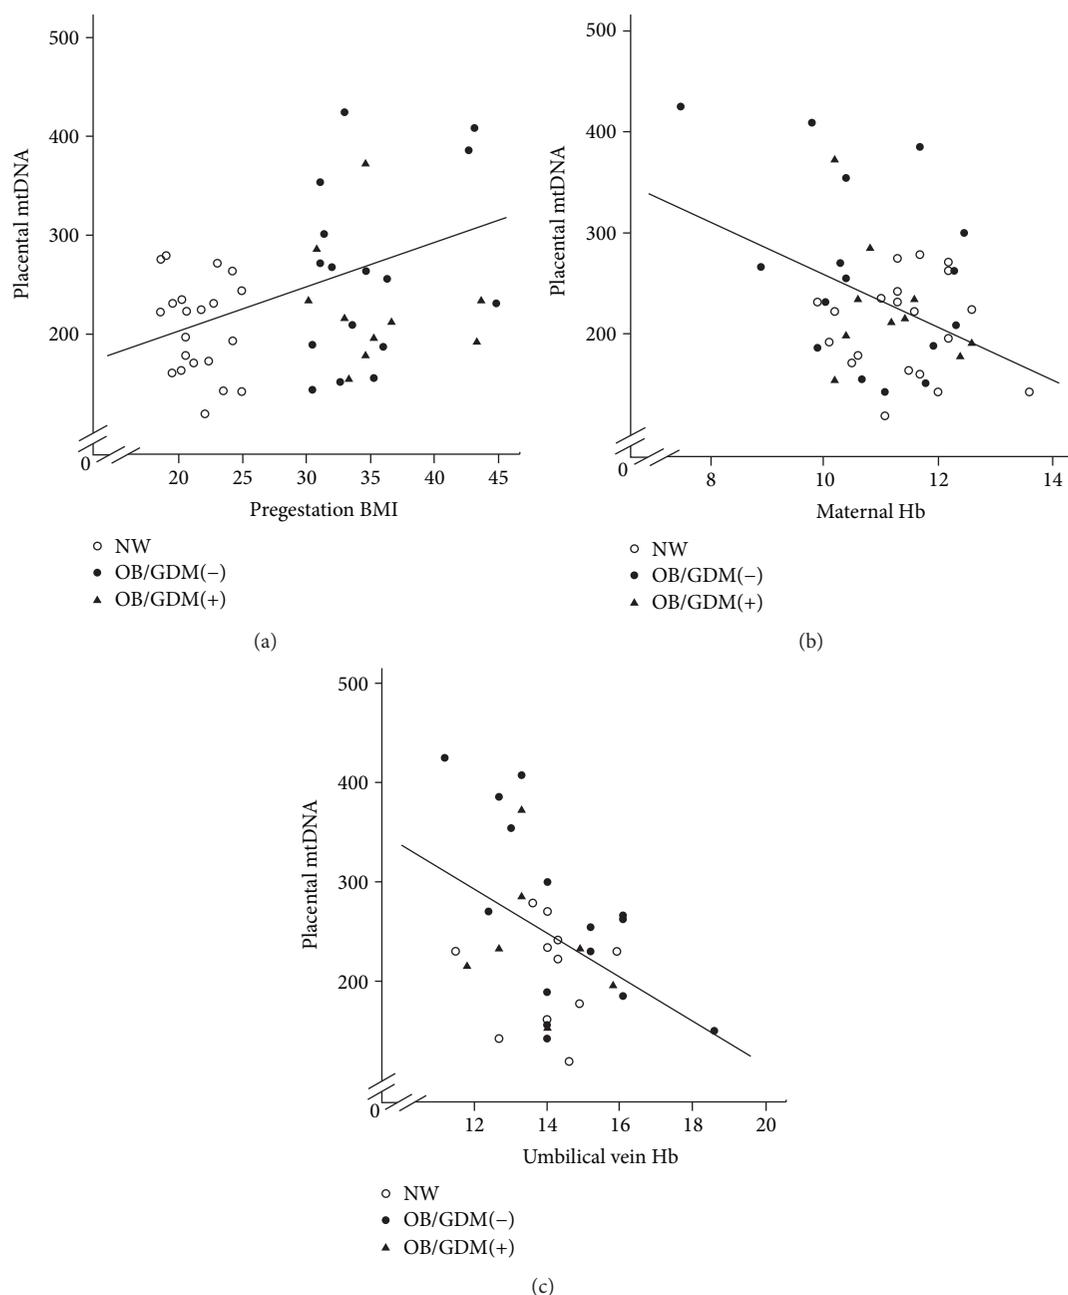 500
400
300
200
0
20 25 30 35 40 45
Placental mtDNA
Pregestation BMI
NW
OB/GDM(−)
OB/GDM(+)
(a)
500
400
300
200
0
8 10 12 14
Placental mtDNA
Maternal Hb
NW
OB/GDM(−)
OB/GDM(+)
(b)
500
400
300
200
0
12 14 16 18 20
Placental mtDNA
Umbilical vein Hb
NW
OB/GDM(−)
OB/GDM(+)
(c)